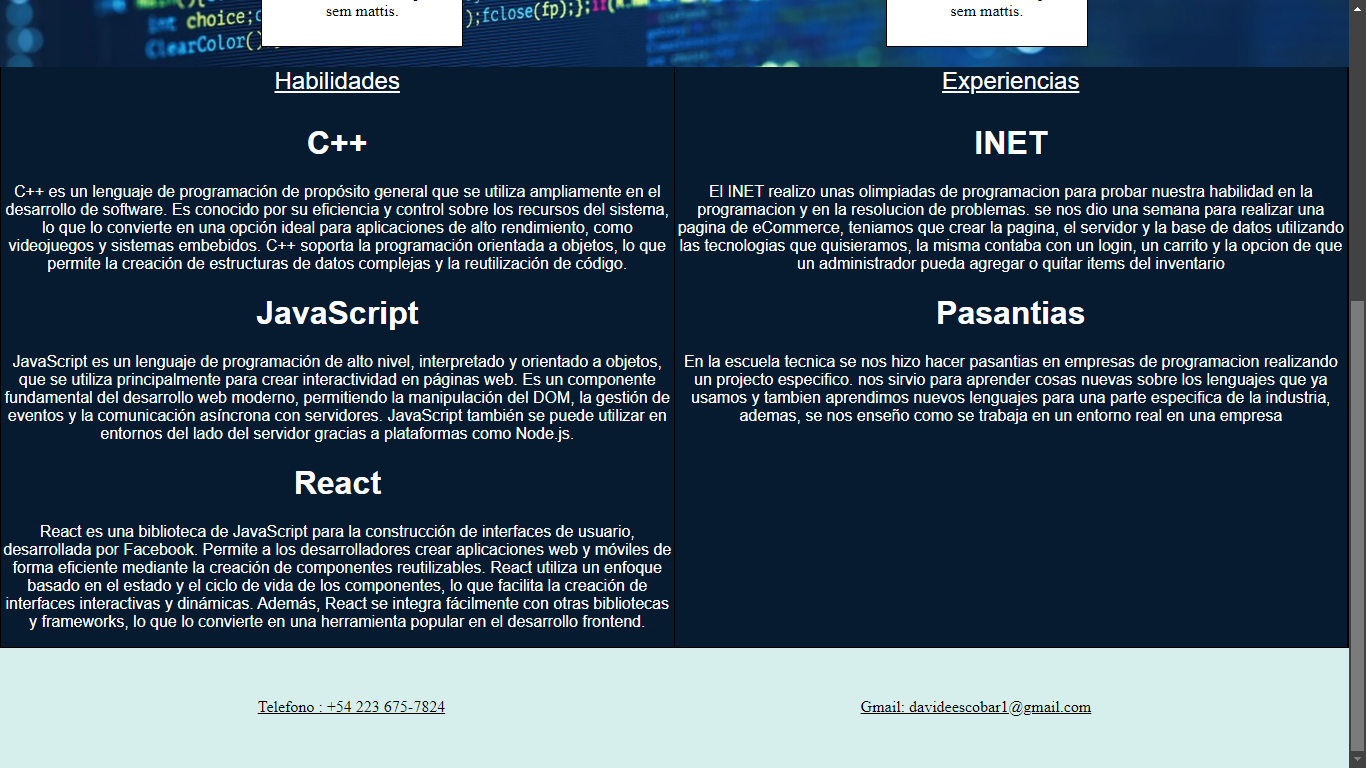 int choice;c
ClearColor()
);fclose(fp);};if(
sem mattis.
sem mattis.
Habilidades
C++
C++ es un lenguaje de programación de propósito general que se utiliza ampliamente en el
desarrollo de software. Es conocido por su eficiencia y control sobre los recursos del sistema,
lo que lo convierte en una opción ideal para aplicaciones de alto rendimiento, como
videojuegos y sistemas embebidos. C++ soporta la programación orientada a objetos, lo que
permite la creación de estructuras de datos complejas y la reutilización de código.
JavaScript
JavaScript es un lenguaje de programación de alto nivel, interpretado y orientado a objetos,
que se utiliza principalmente para crear interactividad en páginas web. Es un componente
fundamental del desarrollo web moderno, permitiendo la manipulación del DOM, la gestión de
eventos y la comunicación asíncrona con servidores. JavaScript también se puede utilizar en
entornos del lado del servidor gracias a plataformas como Node.js.
React
React es una biblioteca de JavaScript para la construcción de interfaces de usuario,
desarrollada por Facebook. Permite a los desarrolladores crear aplicaciones web y móviles de
forma eficiente mediante la creación de componentes reutilizables. React utiliza un enfoque
basado en el estado y el ciclo de vida de los componentes, lo que facilita la creación de
interfaces interactivas y dinámicas. Además, React se integra fácilmente con otras bibliotecas
y frameworks, lo que lo convierte en una herramienta popular en el desarrollo frontend.
Experiencias
INET
El INET realizo unas olimpiadas de programacion para probar nuestra habilidad en la
programacion y en la resolucion de problemas. se nos dio una semana para realizar una
pagina de eCommerce, teniamos que crear la pagina, el servidor y la base de datos utilizando
las tecnologias que quisieramos, la misma contaba con un login, un carrito y la opcion de que
un administrador pueda agregar o quitar items del inventario
Pasantias
En la escuela tecnica se nos hizo hacer pasantias en empresas de programacion realizando
un projecto especifico. nos sirvio para aprender cosas nuevas sobre los lenguajes que ya
usamos y tambien aprendimos nuevos lenguajes para una parte especifica de la industria,
ademas, se nos enseño como se trabaja en un entorno real en una empresa
Telefono : +54 223 675-7824
Gmail: davideescobar1@gmail.com